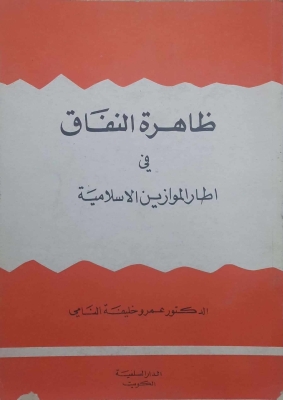 ظاهرة النفاق
في
اطار الموازين الاسلامية
الدكتور عمرو خليفة النامي
الدار السلفية
الكويت